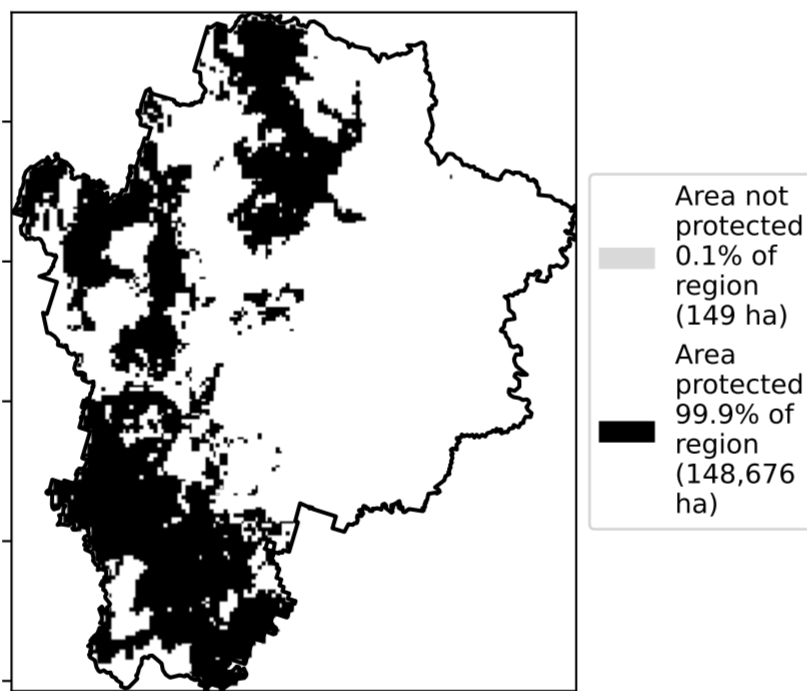 Area not
protected
0.1% of
region
(149 ha)
Area
protected
99.9% of
region
(148,676
ha)